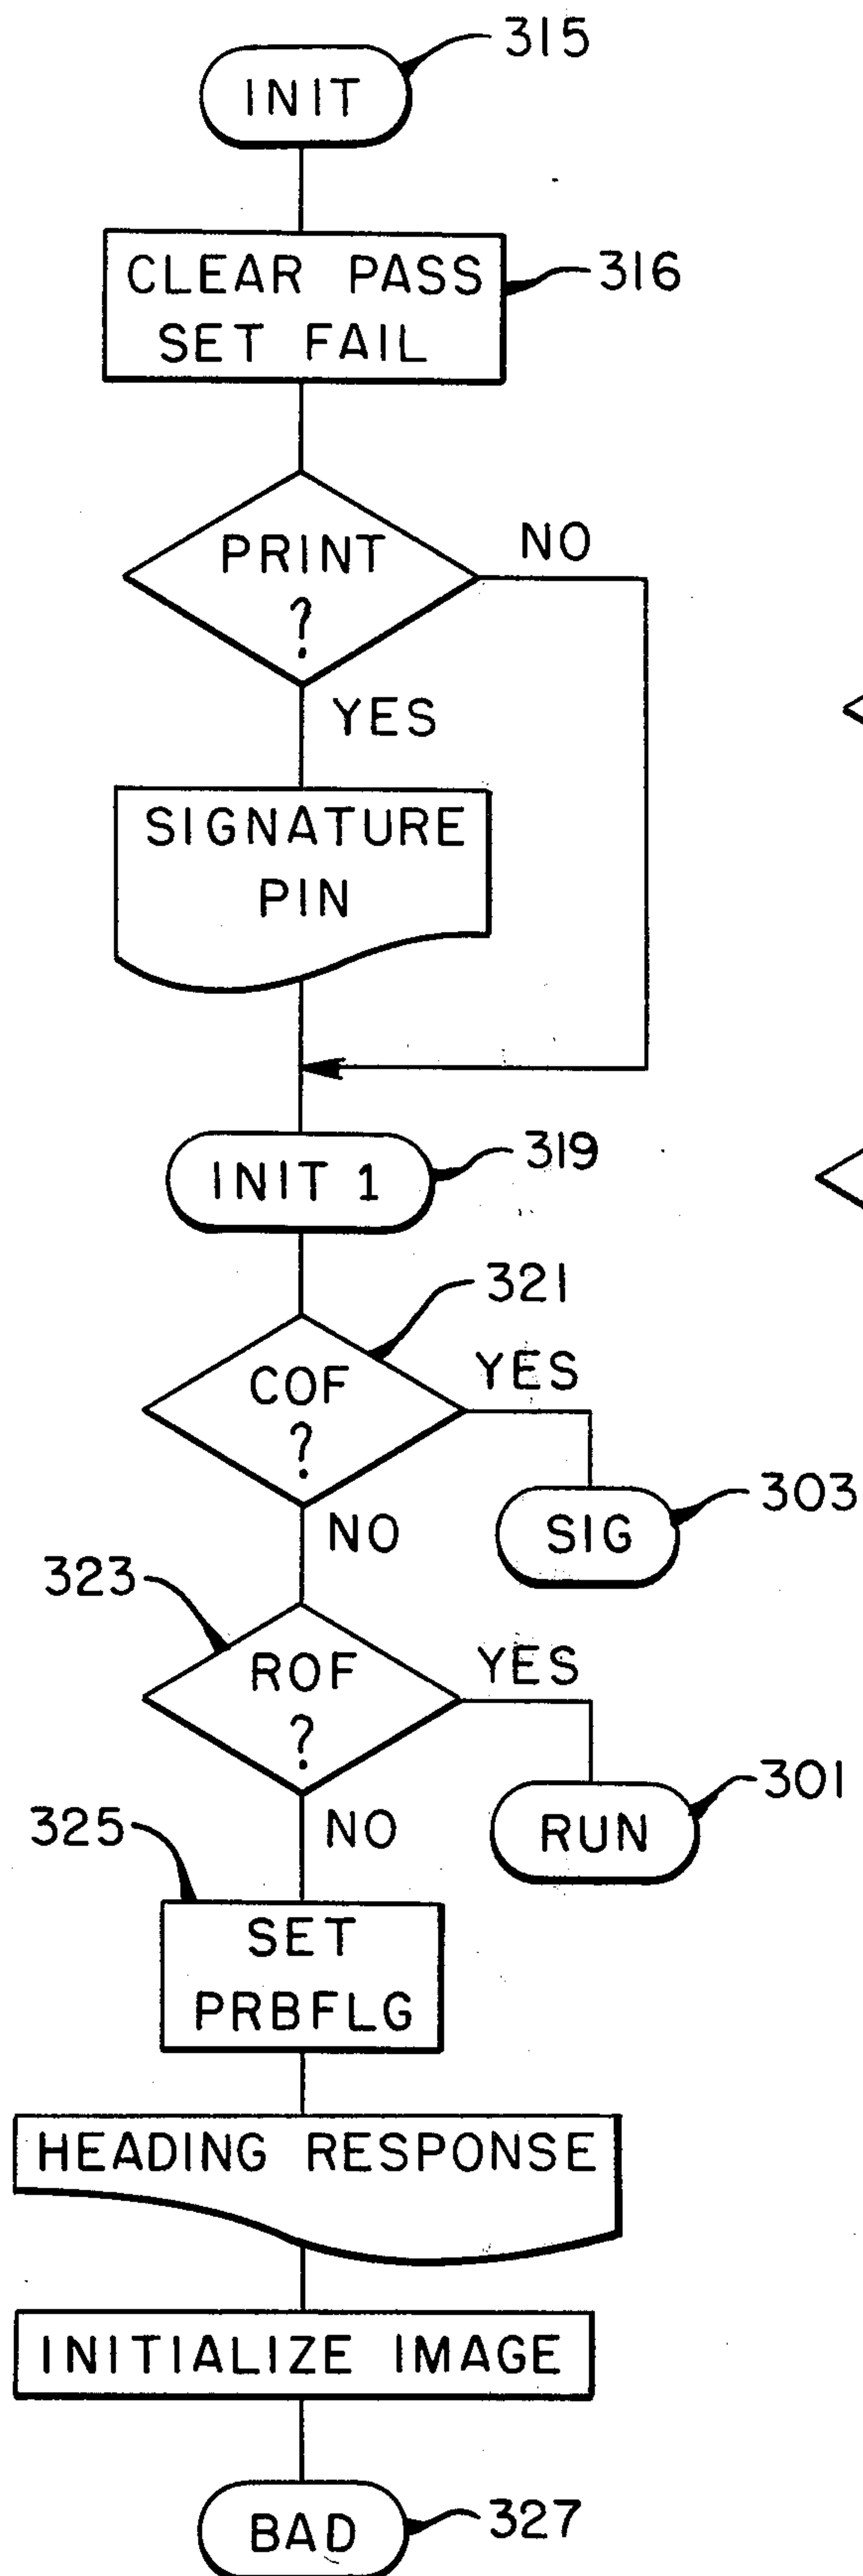 315
INIT
CLEAR PASS
SET FAIL
316
PRINT
?
NO
YES
SIGNATURE
PIN
INIT 1
319
321
COF
?
YES
NO
SIG
303
323
ROF
?
YES
NO
RUN
301
325
SET
PRBFLG
HEADING RESPONSE
INITIALIZE IMAGE
BAD
327